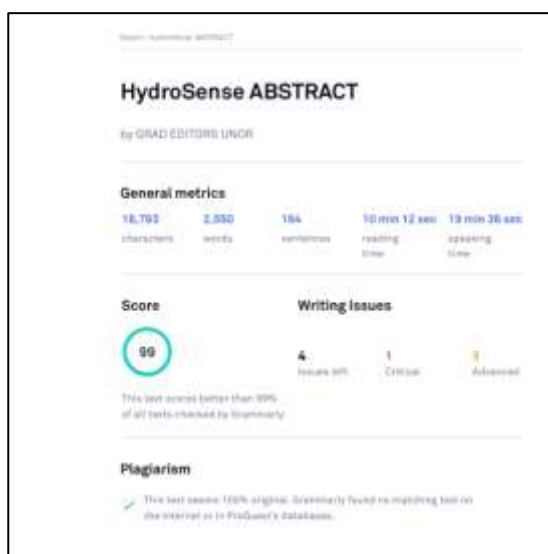 Report: HydroSense ABSTRACT
HydroSense ABSTRACT
by GRAD EDITORS UNOR
General metrics
2,550
10 min 12 sec
19 min 36 sec
characters
words
sentences
reading
speaking
time
time
Score
Writing Issues
99
4
1
3
Issues left
Critical
Advanced
This text scores better than 99%
of all texts checked by Grammarly
Plagiarism
This text seems 100% original. Grammarly found no matching text on
the Internet or in ProQuest's databases.